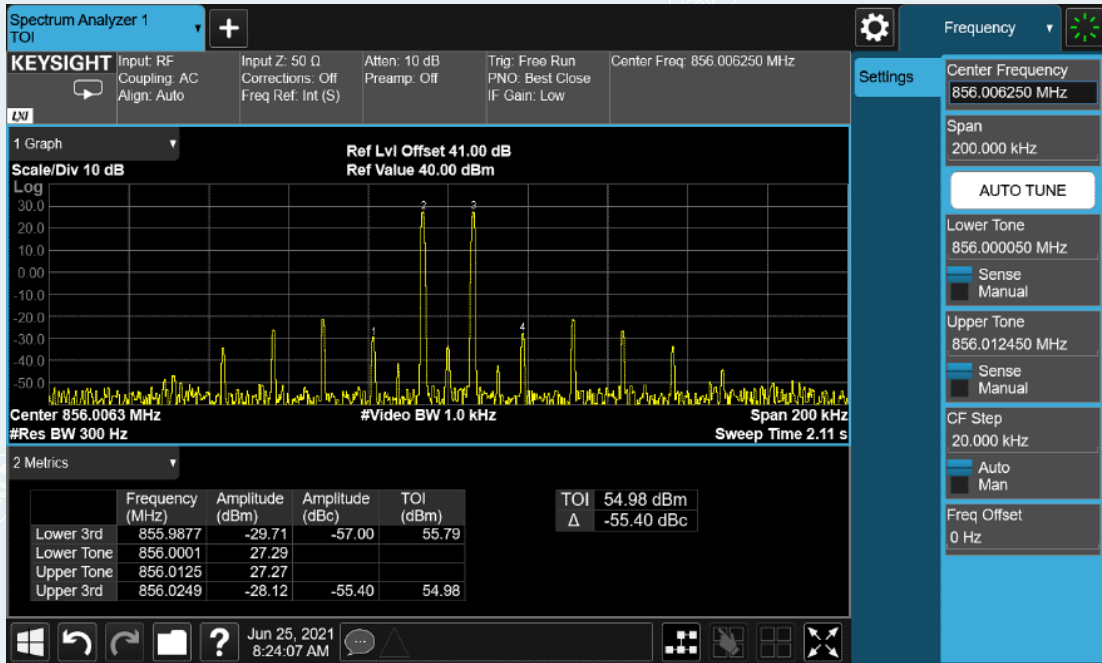 Spectrum Analyzer 1
TOI
+
Frequency
KEYSIGHT
LXI
Input: RF
Coupling: AC
Align: Auto
Input Z: 50 Ω
Corrections: Off
Freq Ref: Int (S)
Atten: 10 dB
Preamp: Off
Trig: Free Run
PNO: Best Close
IF Gain: Low
Center Freq: 856.006250 MHz
Settings
Center Frequency
856.006250 MHz
Span
200.000 kHz
AUTO TUNE
Lower Tone
856.000050 MHz
Sense
Manual
Upper Tone
856.012450 MHz
Sense
Manual
CF Step
20.000 kHz
Auto
Man
Freq Offset
0 Hz
1 Graph
Ref Lvl Offset 41.00 dB
Scale/Div 10 dB
Ref Value 40.00 dBm
Log
30.0
20.0
10.0
0.00
-10.0
-20.0
-30.0
-40.0
-50.0
1
2
3
4
Center 856.0063 MHz
#Video BW 1.0 kHz
Span 200 kHz
#Res BW 300 Hz
Sweep Time 2.11 s
2 Metrics
Frequency (MHz) Amplitude (dBm) Amplitude (dBc) TOI (dBm)
Lower 3rd 855.9877 -29.71 -57.00 55.79
Lower Tone 856.0001 27.29
Upper Tone 856.0125 27.27
Upper 3rd 856.0249 -28.12 -55.40 54.98
TOI 54.98 dBm
Δ -55.40 dBc
?
Jun 25, 2021
8:24:07 AM